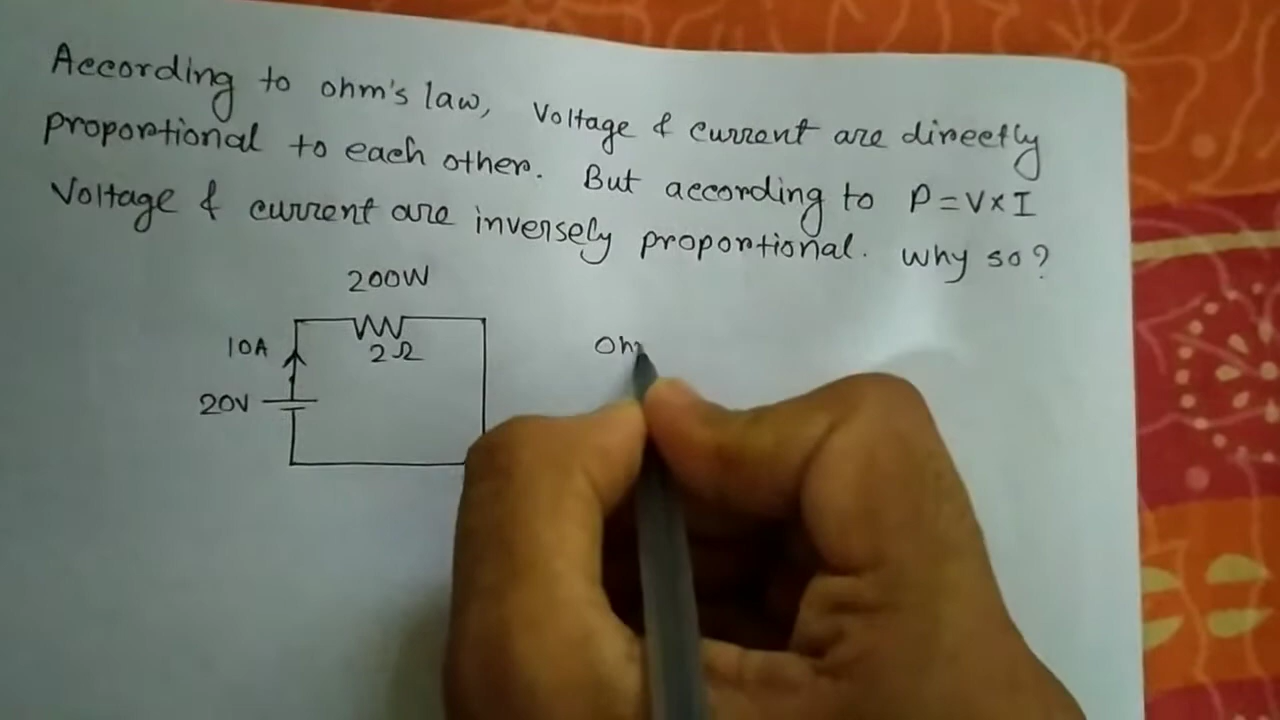 According to ohm's law, Voltage & current are directly
proportional to each other. But according to P=V×I
Voltage & current are inversely proportional. Why so?
200W
10A
2Ω
20V
Oh